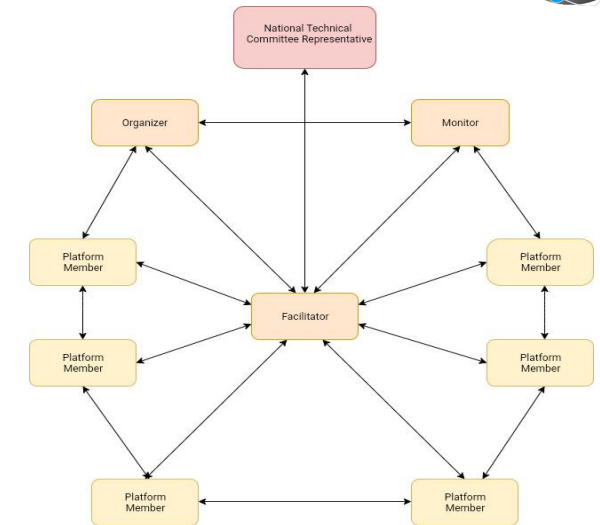 National Technical
Committee Representative
Organizer
Monitor
Platform
Member
Platform
Member
Facilitator
Platform
Member
Platform
Member
Platform
Member
Platform
Member